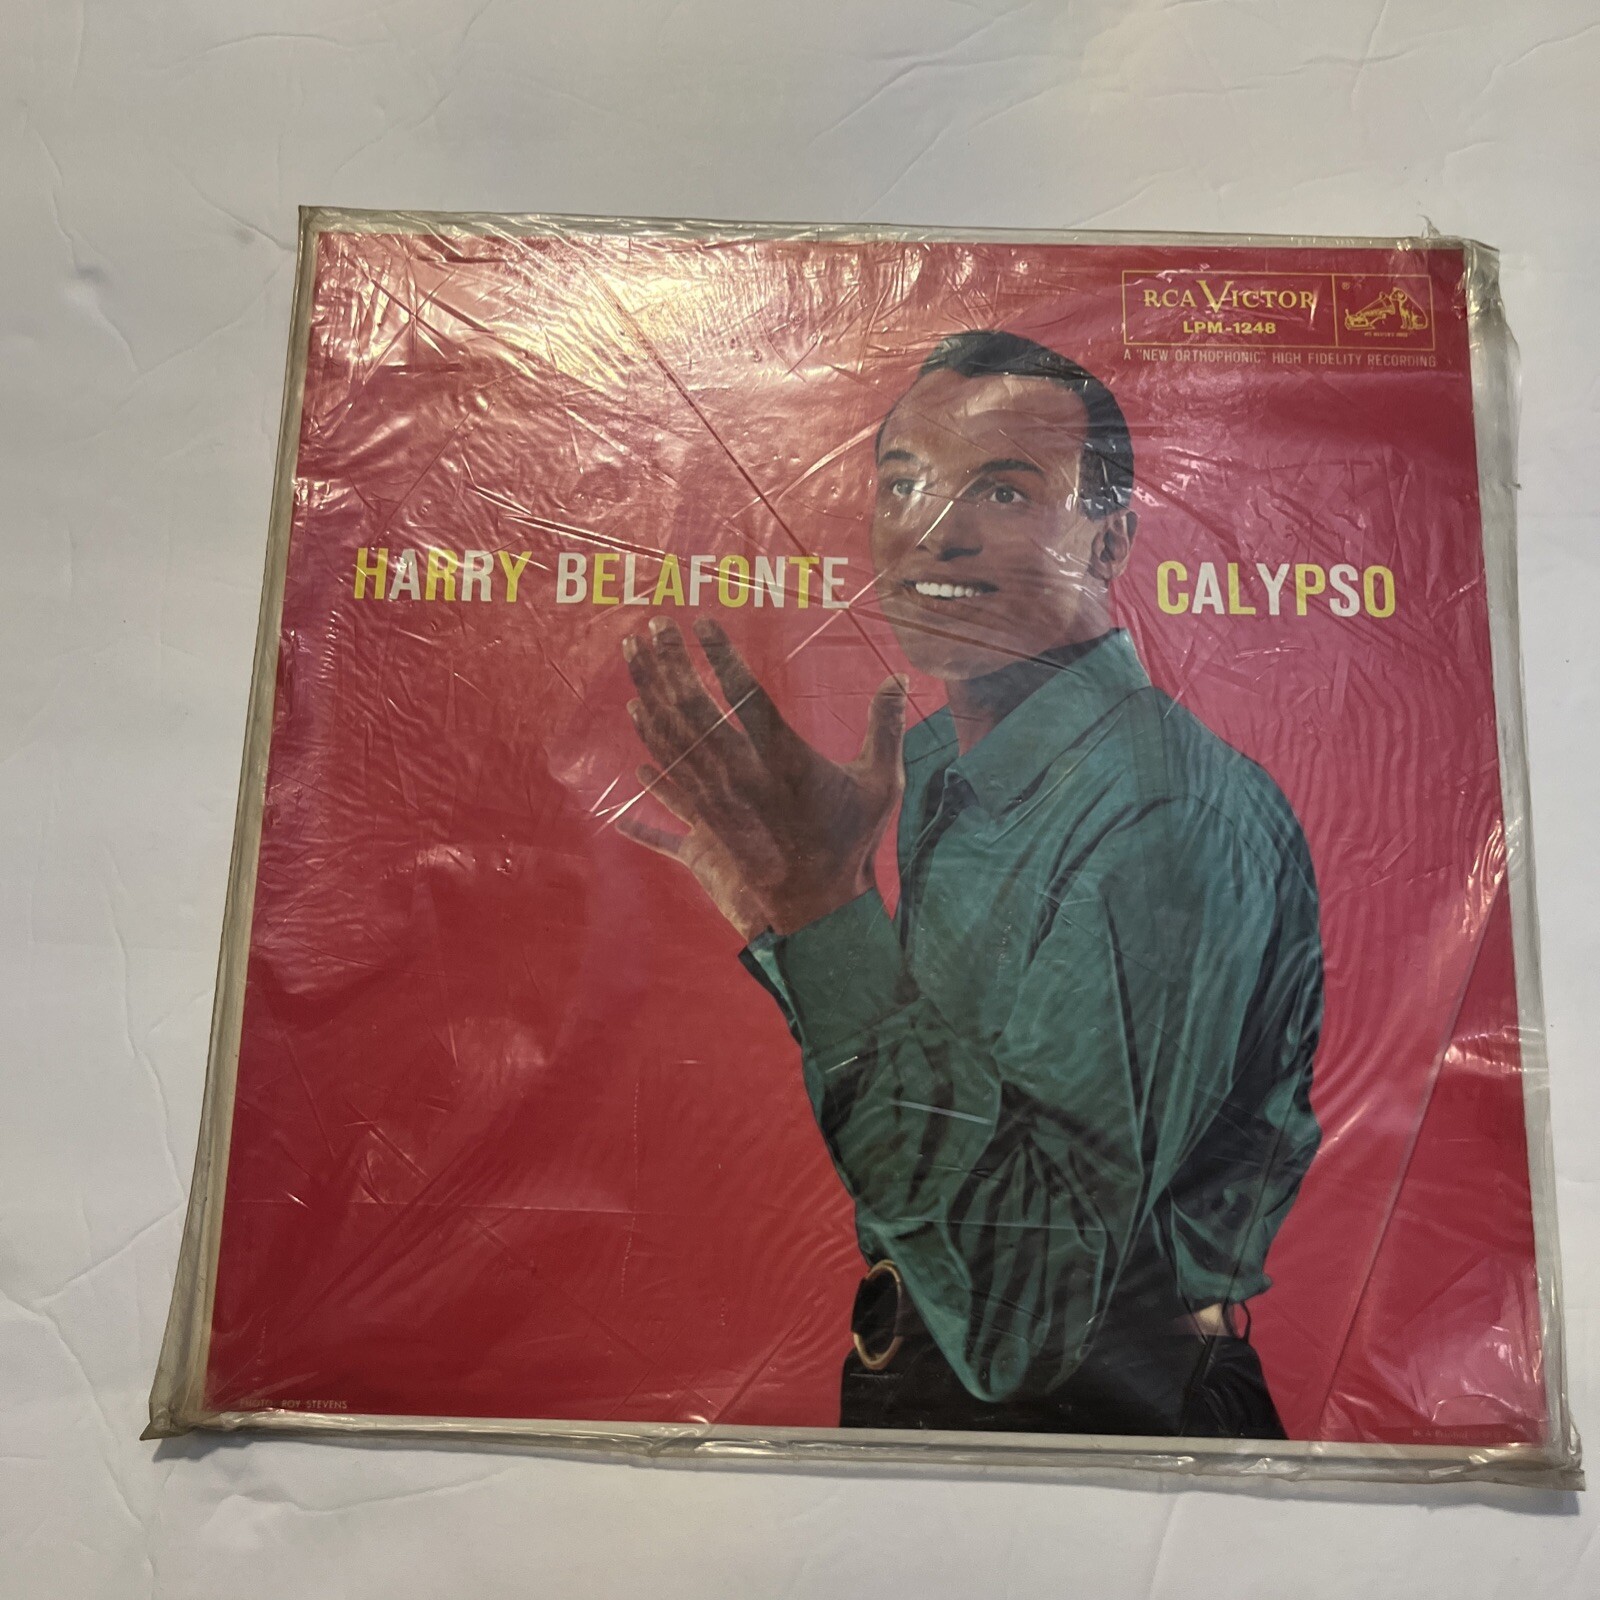 RCA VICTOR
LPM-1248
A "NEW ORTHOPHONIC" HIGH FIDELITY RECORDING
HARRY BELAFONTE CALYPSO
PHOTO: ROY STEVENS